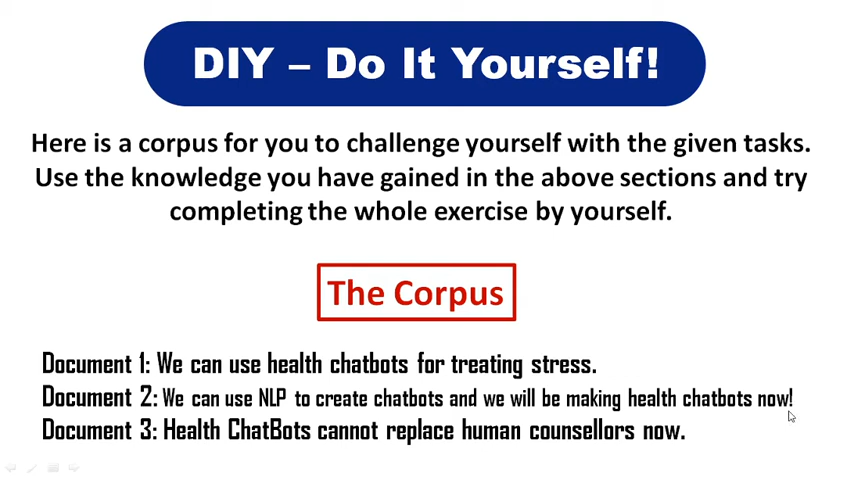 DIY – Do It Yourself!
Here is a corpus for you to challenge yourself with the given tasks.
Use the knowledge you have gained in the above sections and try
completing the whole exercise by yourself.
The Corpus
Document 1: We can use health chatbots for treating stress.
Document 2: We can use NLP to create chatbots and we will be making health chatbots now!
Document 3: Health ChatBots cannot replace human counsellors now.